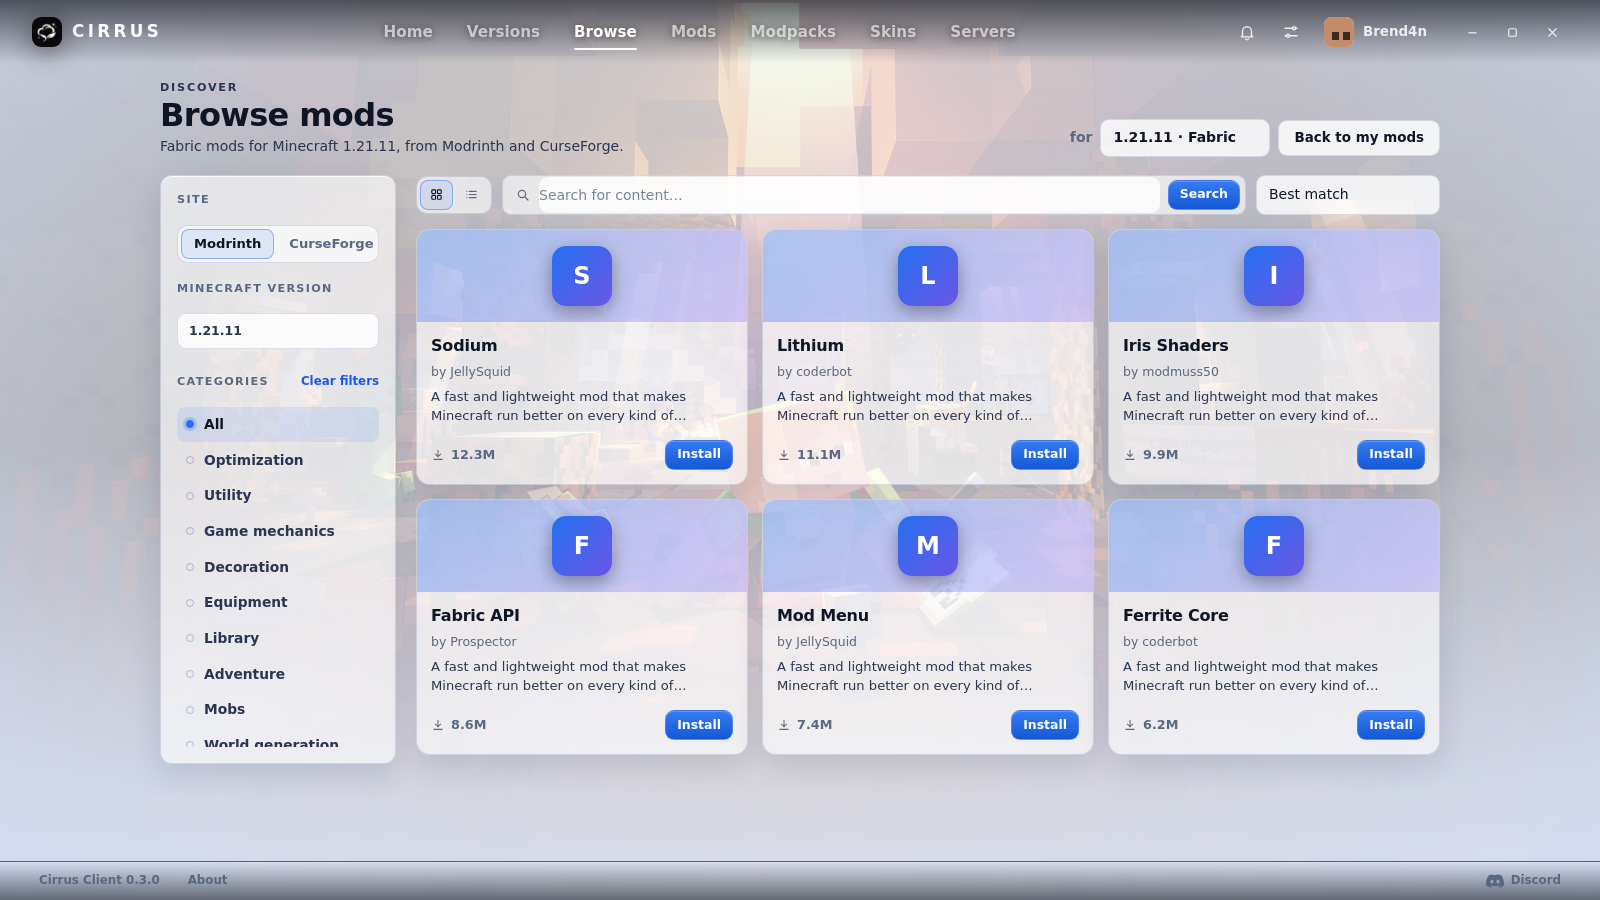 CIRRUS
Home Versions Browse Mods Modpacks Skins Servers
Brend4n
DISCOVER
Browse mods
Fabric mods for Minecraft 1.21.11, from Modrinth and CurseForge.
for 1.21.11 · Fabric Back to my mods
SITE
Modrinth CurseForge
MINECRAFT VERSION
1.21.11
CATEGORIES Clear filters
All
Optimization
Utility
Game mechanics
Decoration
Equipment
Library
Adventure
Mobs
World generation
Search for content... Search Best match
S
Sodium
by JellySquid
A fast and lightweight mod that makes
Minecraft run better on every kind of...
12.3M Install
L
Lithium
by coderbot
A fast and lightweight mod that makes
Minecraft run better on every kind of...
11.1M Install
I
Iris Shaders
by modmuss50
A fast and lightweight mod that makes
Minecraft run better on every kind of...
9.9M Install
F
Fabric API
by Prospector
A fast and lightweight mod that makes
Minecraft run better on every kind of...
8.6M Install
M
Mod Menu
by JellySquid
A fast and lightweight mod that makes
Minecraft run better on every kind of...
7.4M Install
F
Ferrite Core
by coderbot
A fast and lightweight mod that makes
Minecraft run better on every kind of...
6.2M Install
Cirrus Client 0.3.0 About Discord